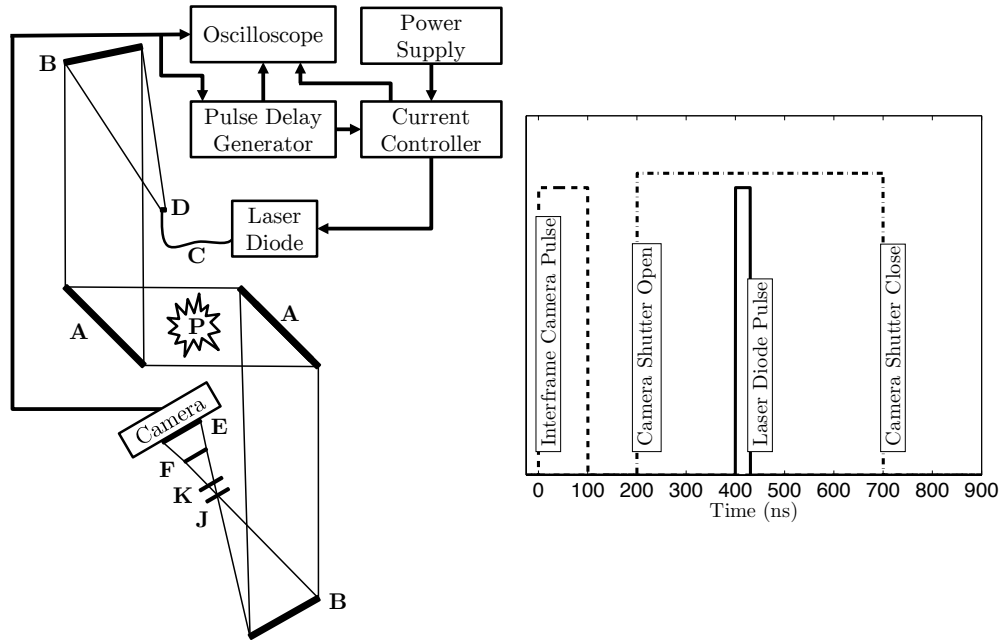 Oscilloscope
Power
Supply
B
Pulse Delay
Generator
Current
Controller
D
Laser
Diode
C
A
P
A
Camera
E
F
K
J
B
Interframe Camera Pulse
Camera Shutter Open
Laser Diode Pulse
Camera Shutter Close
0 100 200 300 400 500 600 700 800 900
Time (ns)